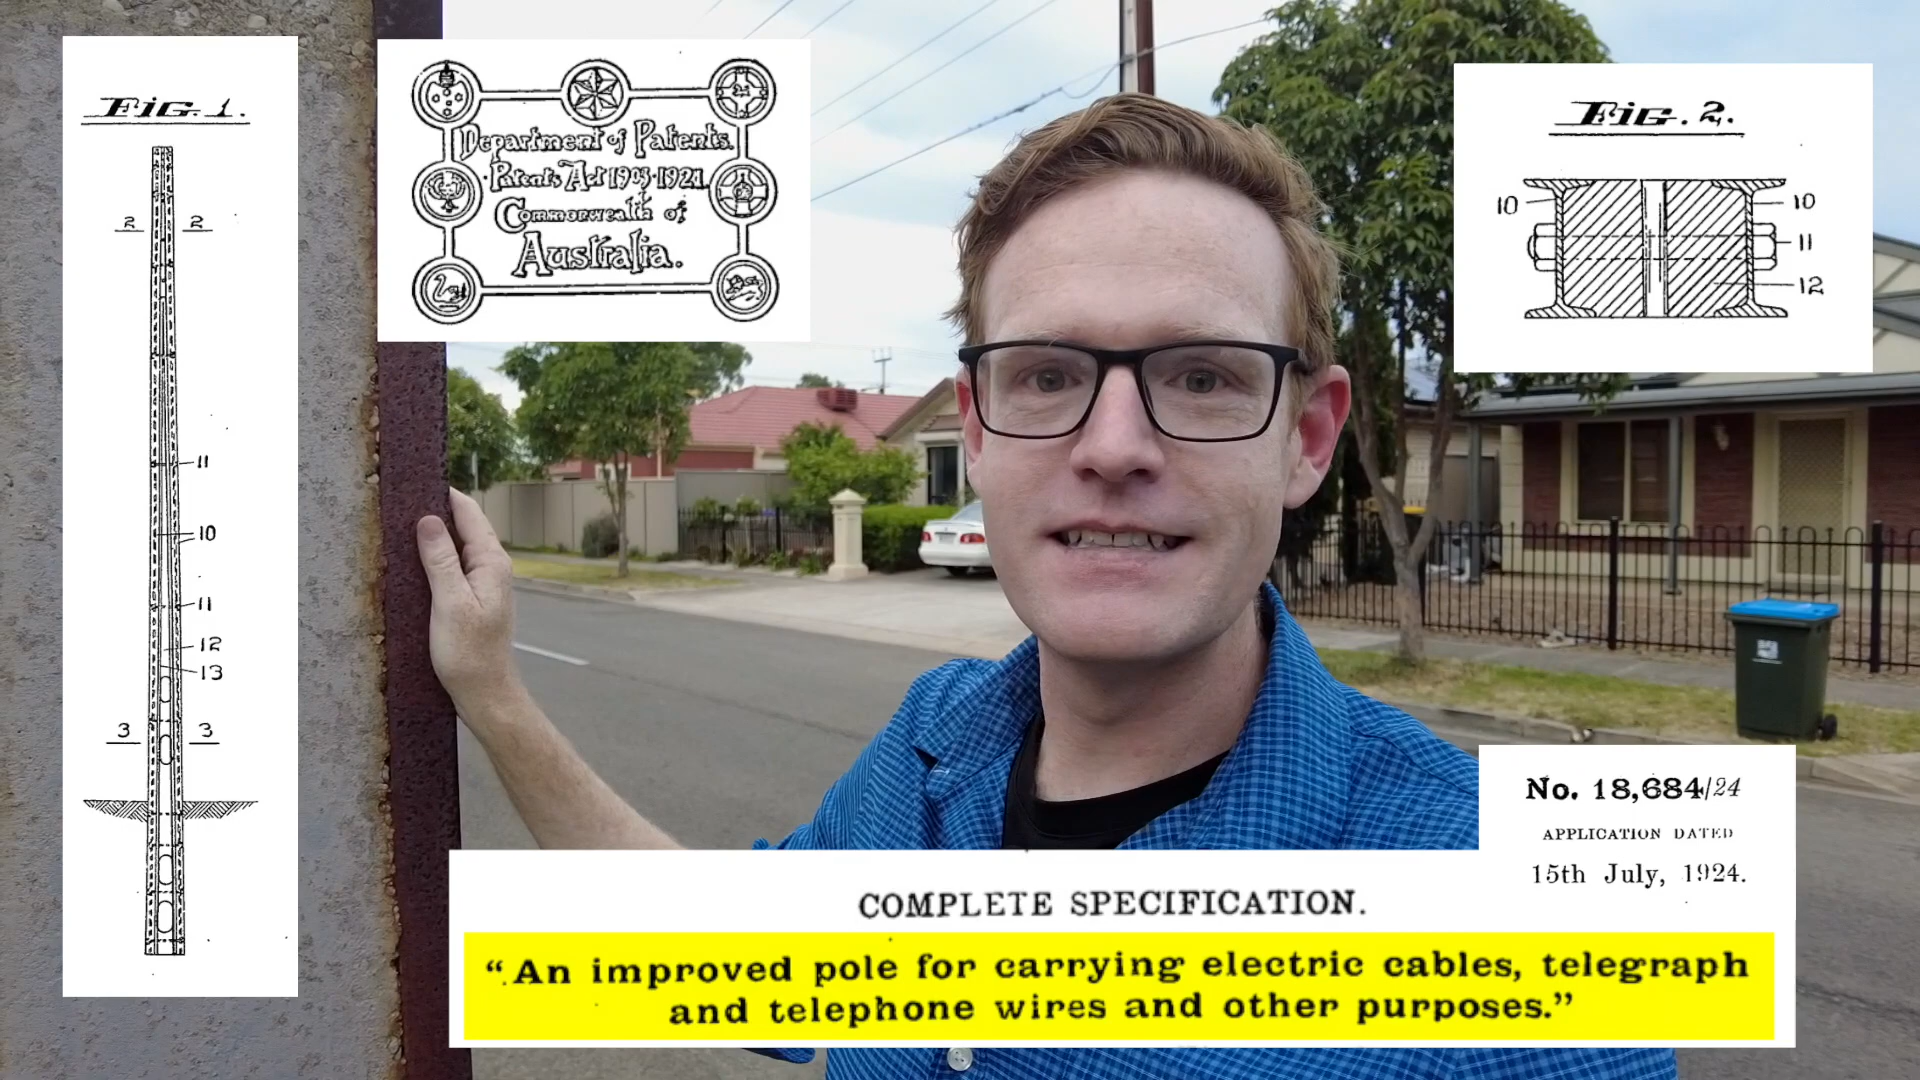 FIG. 1.
2 2
11
10
11
12
13
3 3
Department of Patents.
Patents Act 1903-1921.
Commonwealth of
Australia.
FIG. 2.
10 10
11
12
No. 18,684/24
APPLICATION DATED
15th July, 1924.
COMPLETE SPECIFICATION.
“An improved pole for carrying electric cables, telegraph
and telephone wires and other purposes.”